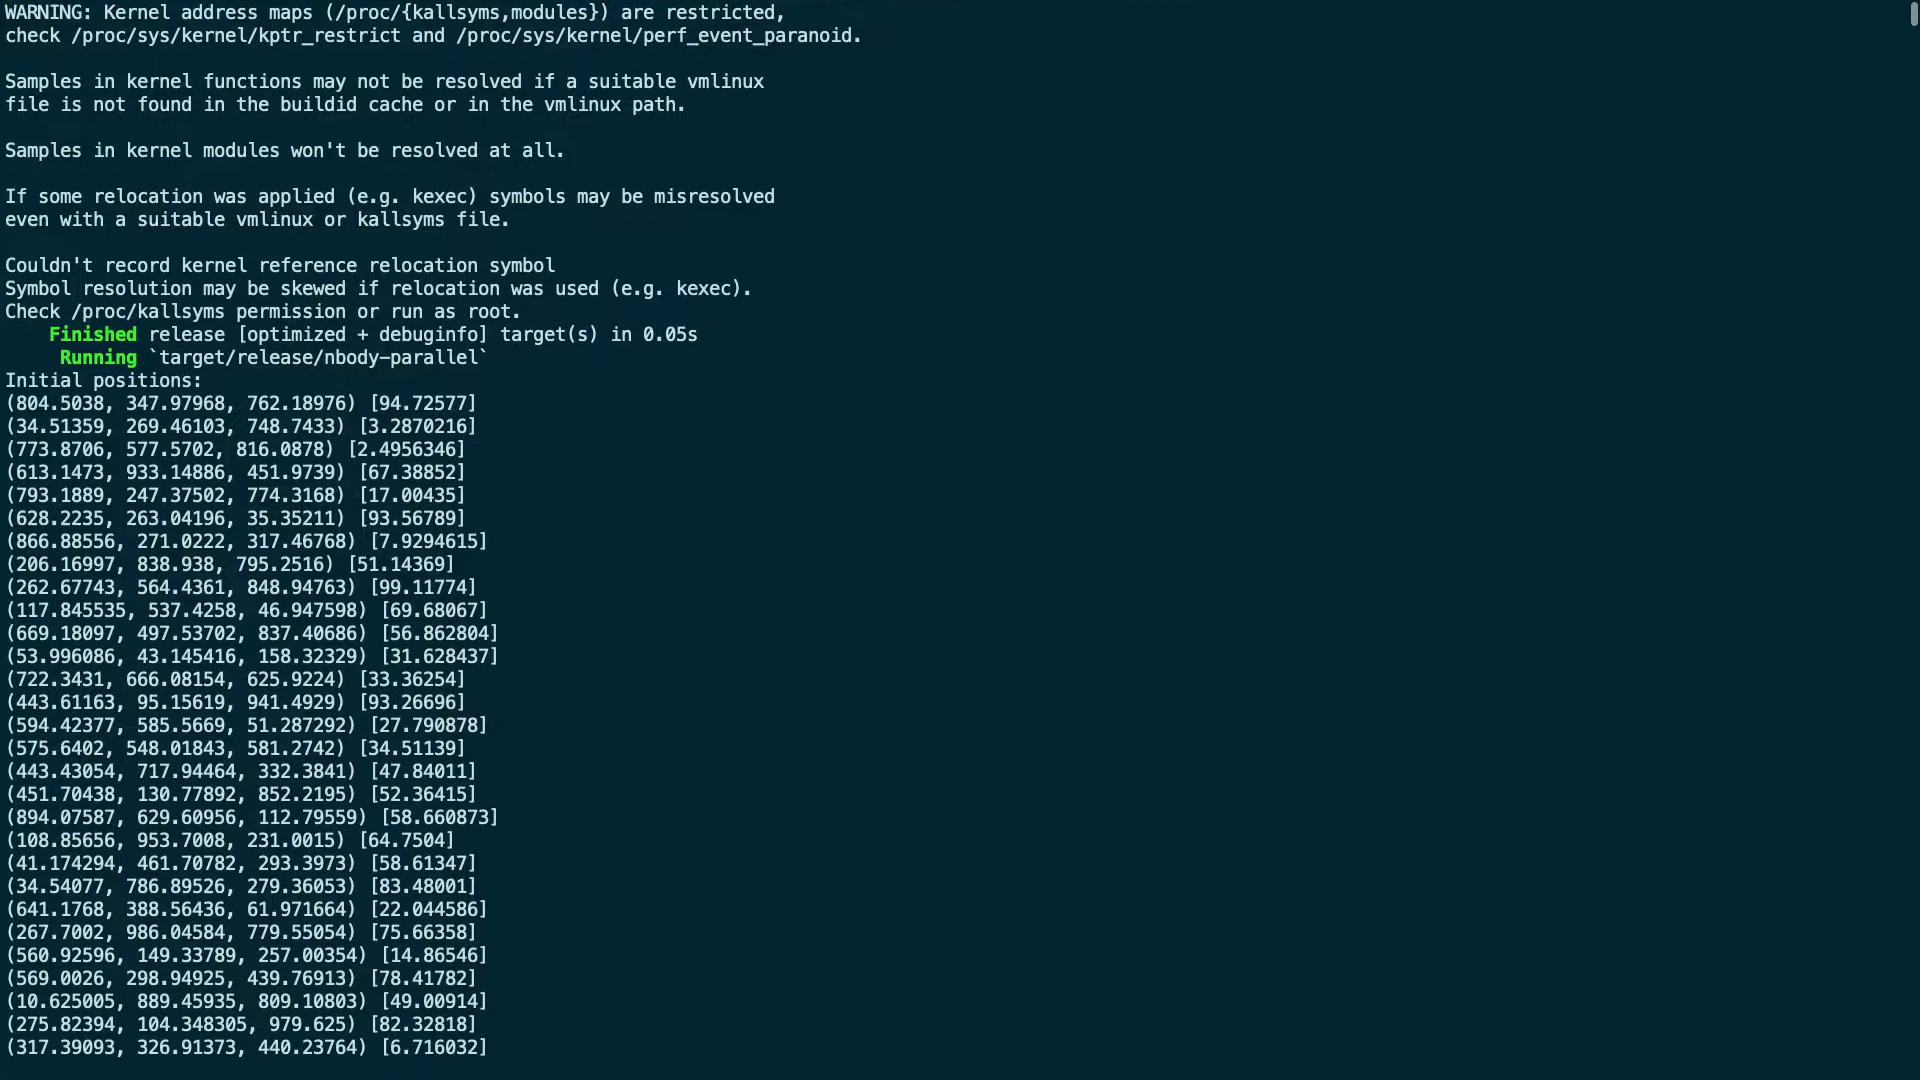 WARNING: Kernel address maps (/proc/{kallsyms,modules}) are restricted,
check /proc/sys/kernel/kptr_restrict and /proc/sys/kernel/perf_event_paranoid.
Samples in kernel functions may not be resolved if a suitable vmlinux
file is not found in the buildid cache or in the vmlinux path.
Samples in kernel modules won't be resolved at all.
If some relocation was applied (e.g. kexec) symbols may be misresolved
even with a suitable vmlinux or kallsyms file.
Couldn't record kernel reference relocation symbol
Symbol resolution may be skewed if relocation was used (e.g. kexec).
Check /proc/kallsyms permission or run as root.
Finished release [optimized + debuginfo] target(s) in 0.05s
Running `target/release/nbody-parallel`
Initial positions:
(804.5038, 347.97968, 762.18976) [94.72577]
(34.51359, 269.46103, 748.7433) [3.2870216]
(773.8706, 577.5702, 816.0878) [2.4956346]
(613.1473, 933.14886, 451.9739) [67.38852]
(793.1889, 247.37502, 774.3168) [17.00435]
(628.2235, 263.04196, 35.35211) [93.56789]
(866.88556, 271.0222, 317.46768) [7.9294615]
(206.16997, 838.938, 795.2516) [51.14369]
(262.67743, 564.4361, 848.94763) [99.11774]
(117.845535, 537.4258, 46.947598) [69.68067]
(669.18097, 497.53702, 837.40686) [56.862804]
(53.996086, 43.145416, 158.32329) [31.628437]
(722.3431, 666.08154, 625.9224) [33.36254]
(443.61163, 95.15619, 941.4929) [93.26696]
(594.42377, 585.5669, 51.287292) [27.790878]
(575.6402, 548.01843, 581.2742) [34.51139]
(443.43054, 717.94464, 332.3841) [47.84011]
(451.70438, 130.77892, 852.2195) [52.36415]
(894.07587, 629.60956, 112.79559) [58.660873]
(108.85656, 953.7008, 231.0015) [64.7504]
(41.174294, 461.70782, 293.3973) [58.61347]
(34.54077, 786.89526, 279.36053) [83.48001]
(641.1768, 388.56436, 61.971664) [22.044586]
(267.7002, 986.04584, 779.55054) [75.66358]
(560.92596, 149.33789, 257.00354) [14.86546]
(569.0026, 298.94925, 439.76913) [78.41782]
(10.625005, 889.45935, 809.10803) [49.00914]
(275.82394, 104.348305, 979.625) [82.32818]
(317.39093, 326.91373, 440.23764) [6.716032]